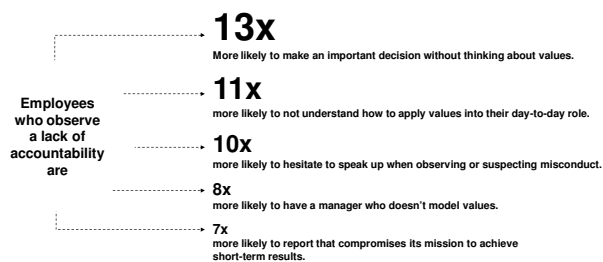 Employees
who observe
a lack of
accountability
are
13x
More likely to make an important decision without thinking about values.
11x
more likely to not understand how to apply values into their day-to-day role.
10x
more likely to hesitate to speak up when observing or suspecting misconduct.
8x
more likely to have a manager who doesn't model values.
7x
more likely to report that compromises its mission to achieve
short-term results.